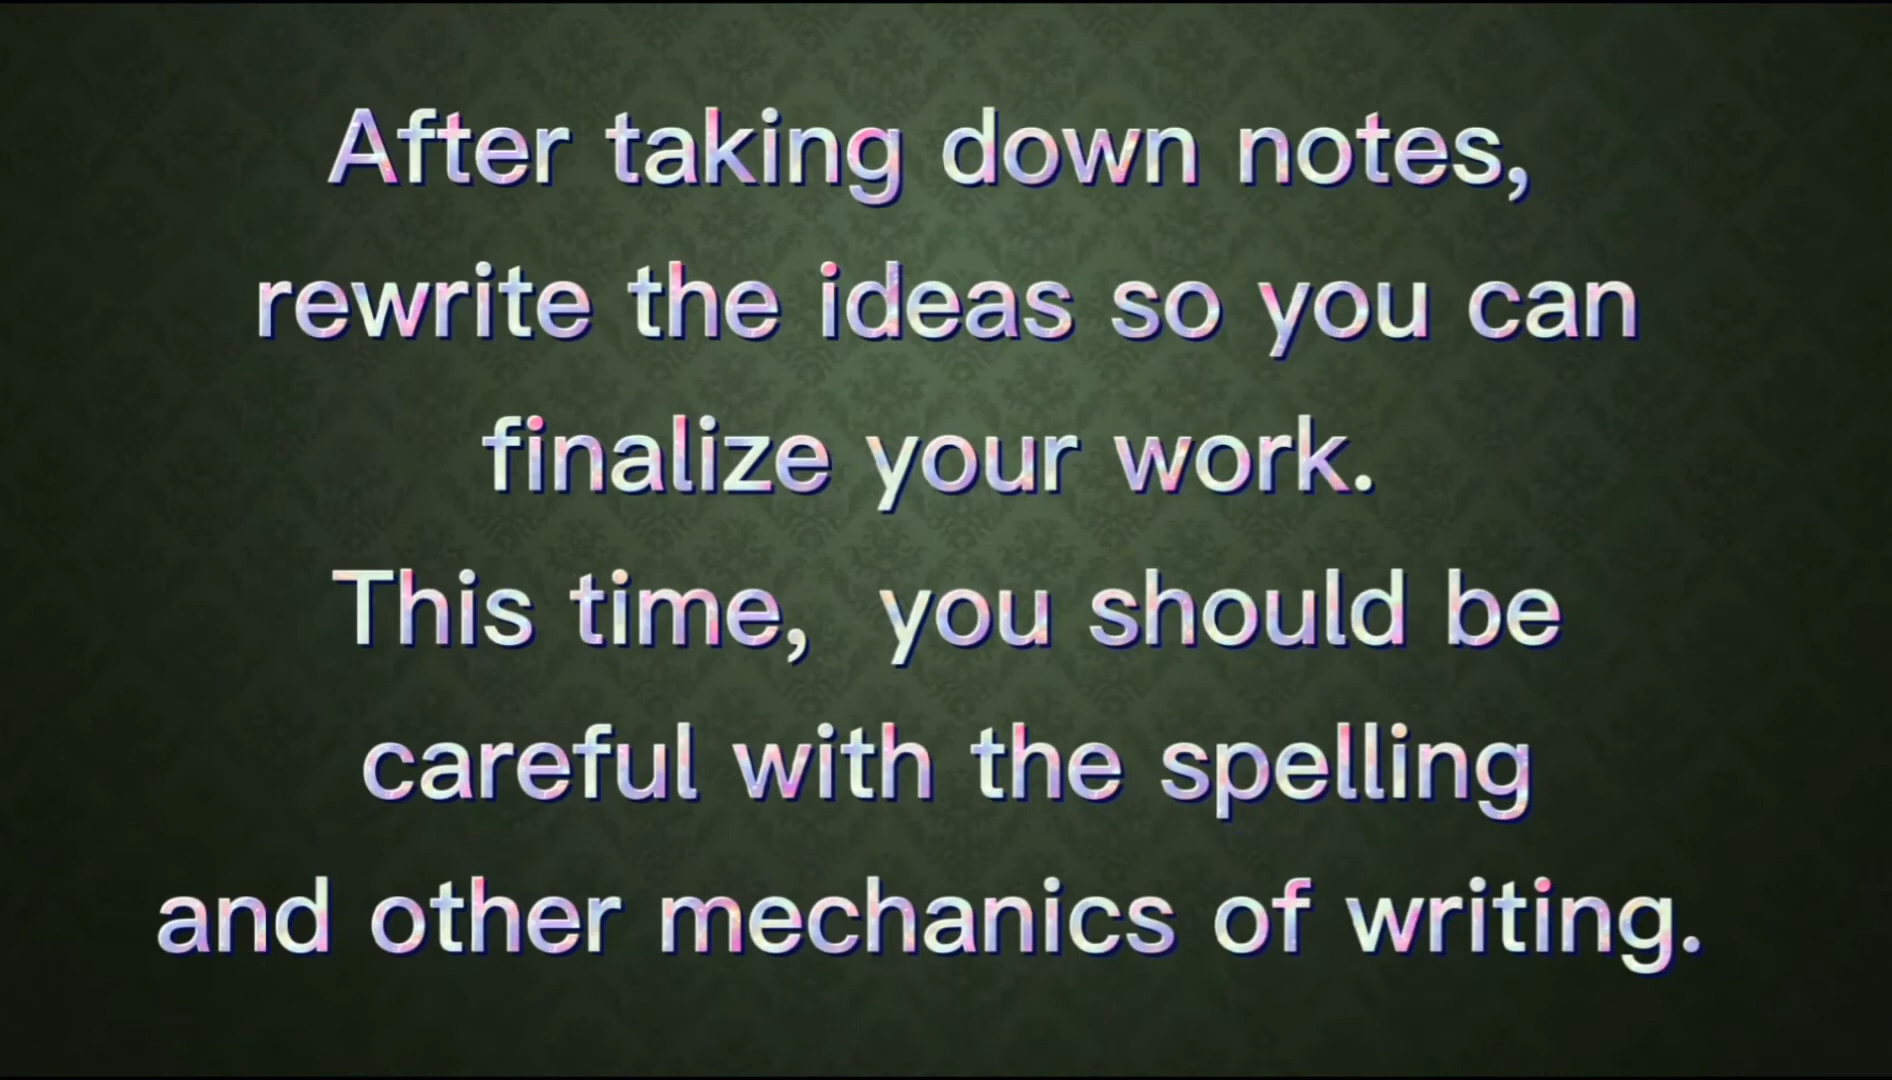 After taking down notes,
rewrite the ideas so you can
finalize your work.
This time,  you should be
careful with the spelling
and other mechanics of writing.